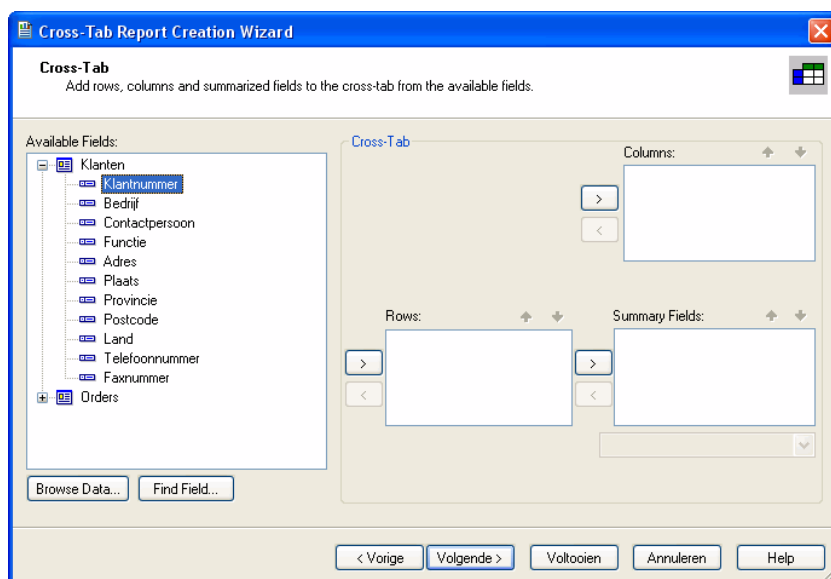 Cross-Tab Report Creation Wizard
Cross-Tab
Add rows, columns and summarized fields to the cross-tab from the available fields.
Available Fields:
Klanten
Klantnummer
Bedrijf
Contactpersoon
Functie
Adres
Plaats
Provincie
Postcode
Land
Telefoonnummer
Faxnummer
Orders
Browse Data...
Find Field...
Cross-Tab
Columns:
>
<
Rows:
>
<
Summary Fields:
>
<
< Vorige
Volgende >
Voltooien
Annuleren
Help